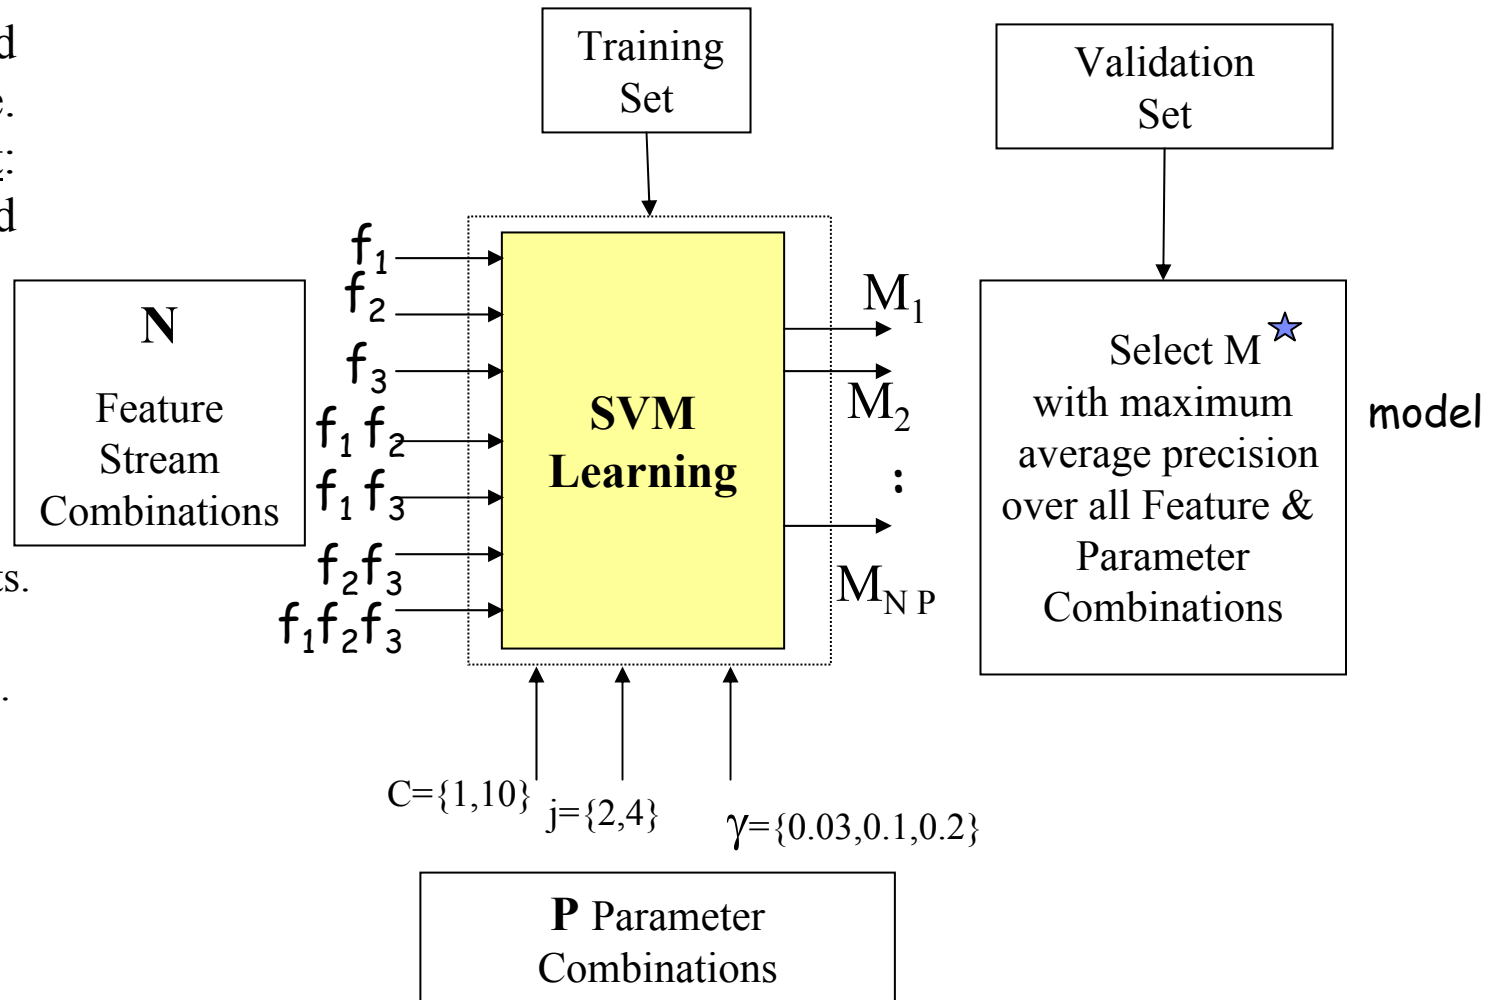 d
e.
t:
d
ts.
.
Training
Set
Validation
Set
N
Feature
Stream
Combinations
f1
f2
f3
f1 f2
f1 f3
f2f3
f1f2f3
SVM
Learning
M1
M2
:
MN P
Select M
with maximum
average precision
over all Feature &
Parameter
Combinations
model
C={1,10}
j={2,4}
γ={0.03,0.1,0.2}
P Parameter
Combinations